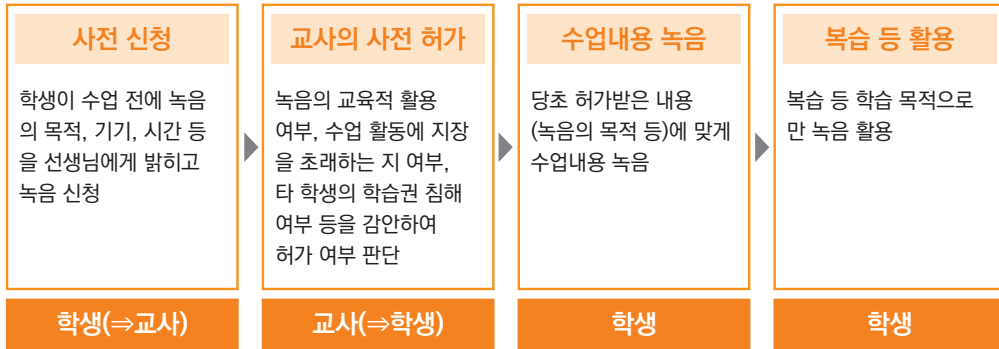 사전 신청
학생이 수업 전에 녹음
의 목적, 기기, 시간 등
을 선생님에게 밝히고
녹음 신청
학생(⇒교사)
교사의 사전 허가
녹음의 교육적 활용
여부, 수업 활동에 지장
을 초래하는 지 여부,
타 학생의 학습권 침해
여부 등을 감안하여
허가 여부 판단
교사(⇒학생)
수업내용 녹음
당초 허가받은 내용
(녹음의 목적 등)에 맞게
수업내용 녹음
학생
복습 등 활용
복습 등 학습 목적으로
만 녹음 활용
학생